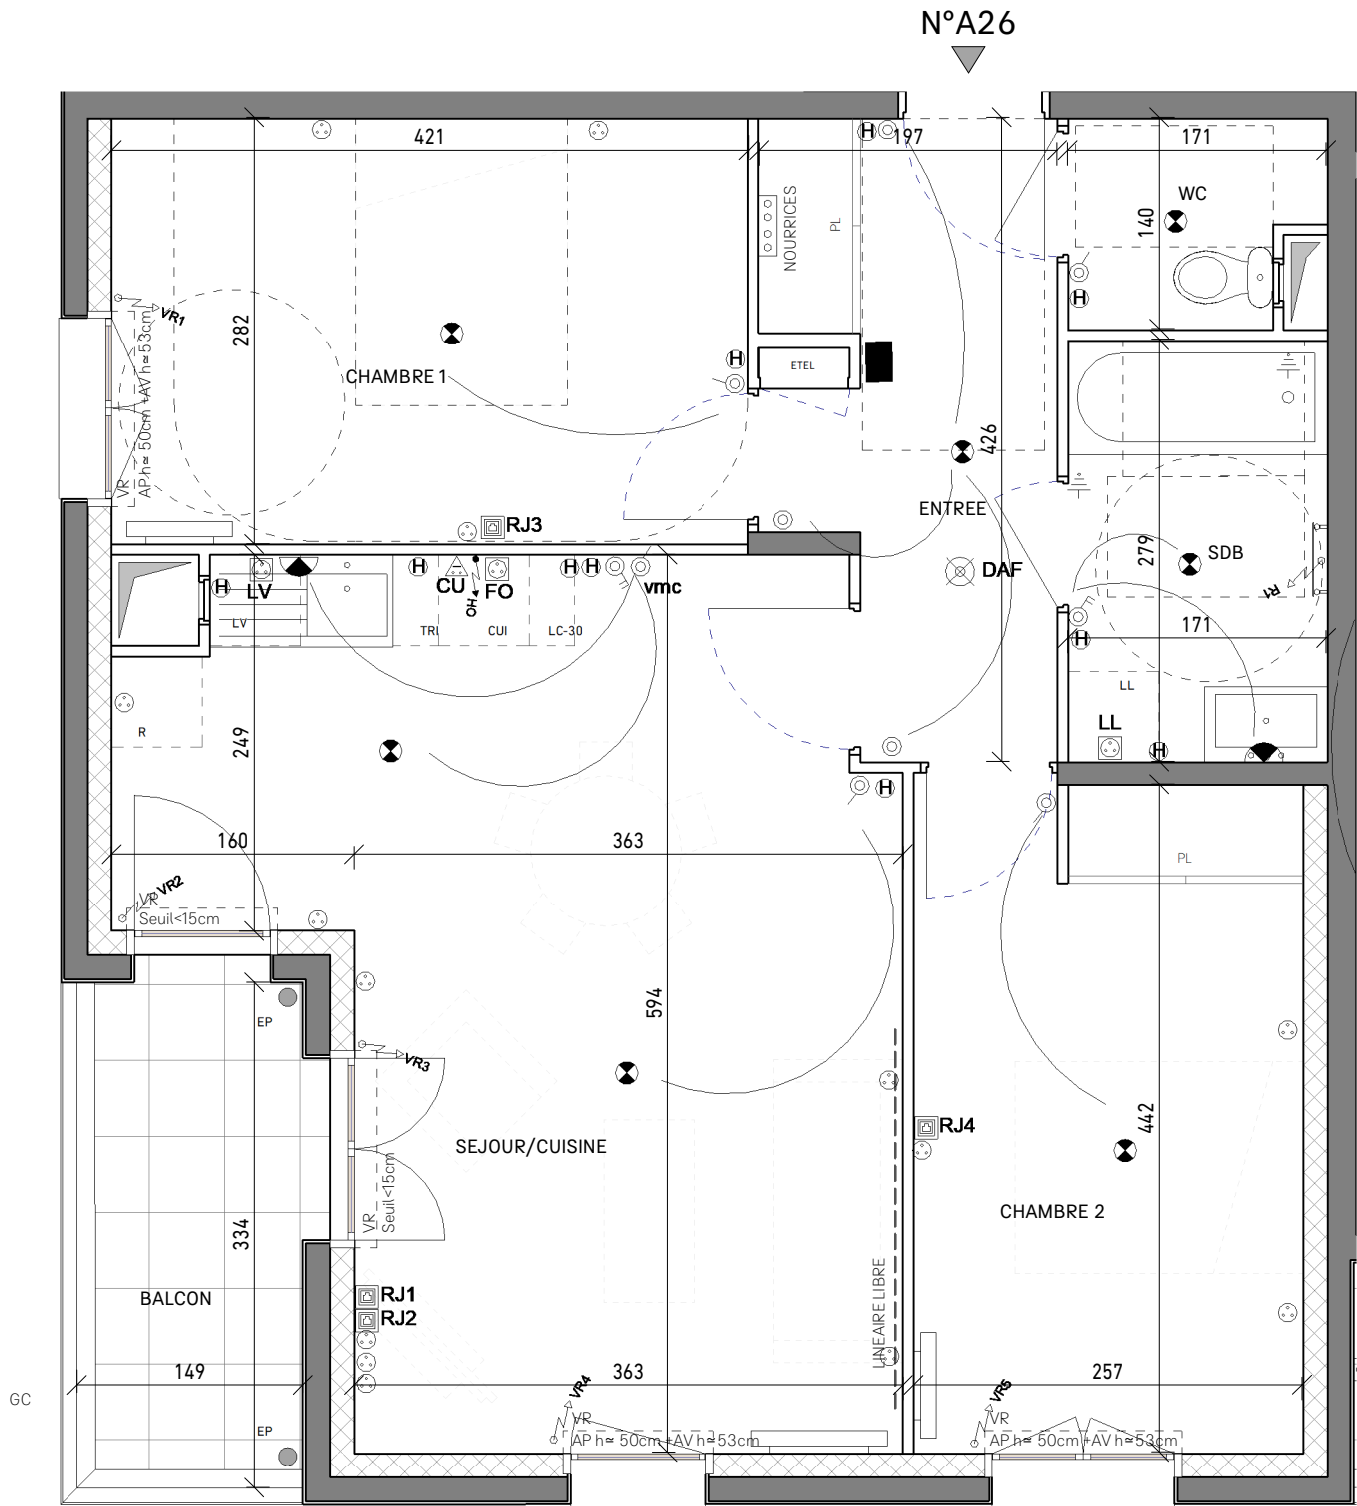 N°A26
421
197
171
WC
140
NOURRICES
PL
H
H
VR1
282
VR
AP h≃ 50cm +AV h≃53cm
CHAMBRE 1
H
ETEL
426
ENTREE
RJ3
DAF
279
SDB
R1
171
H
H
LV
LV
H
CU
HO
FO
H
H
vmc
TRI
CUI
LC-30
LL
LL
H
R
249
H
160
363
PL
VR2
VR
Seuil<15cm
EP
594
VR3
SEJOUR/CUISINE
VR
Seuil<15cm
RJ4
442
CHAMBRE 2
334
BALCON
RJ1
RJ2
LINEAIRE LIBRE
149
363
257
GC
VR4
VR
AP h≃ 50cm +AV h≃53cm
VR5
VR
AP h≃ 50cm +AV h≃53cm
EP